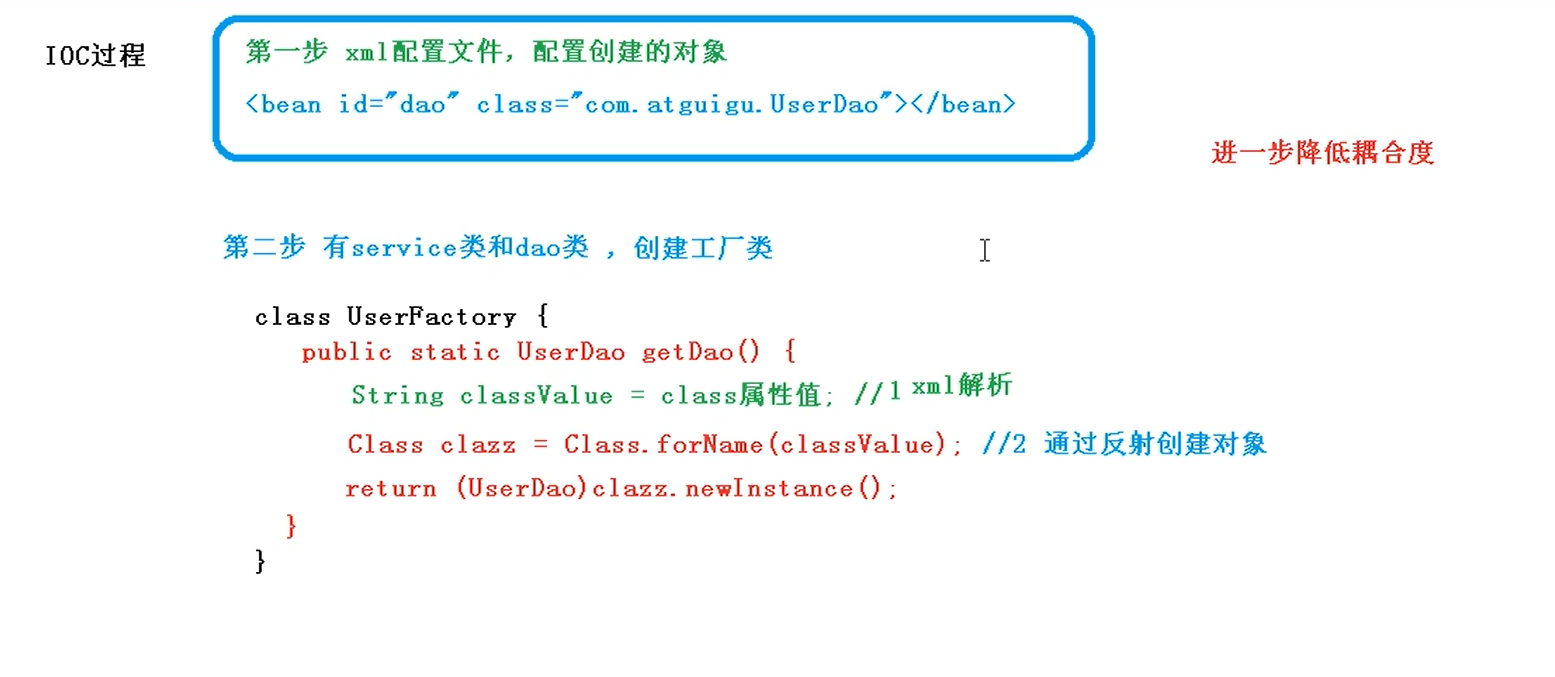 IOC过程
第一步 xml配置文件，配置创建的对象
<bean id="dao" class="com.atguigu.UserDao"></bean>
进一步降低耦合度
第二步 有service类和dao类 ，创建工厂类
class UserFactory {
public static UserDao getDao() {
String classValue = class属性值; //1 xml解析
Class clazz = Class.forName(classValue); //2 通过反射创建对象
return (UserDao)clazz.newInstance();
}
}